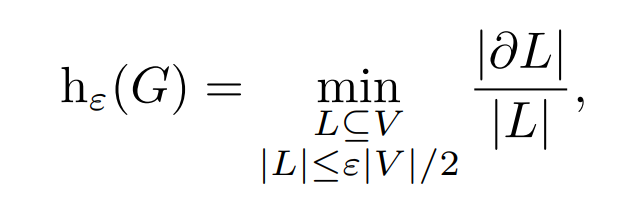 h_ε(G) = min_{L⊆V, |L|≤ε|V|/2} |∂L| / |L|,